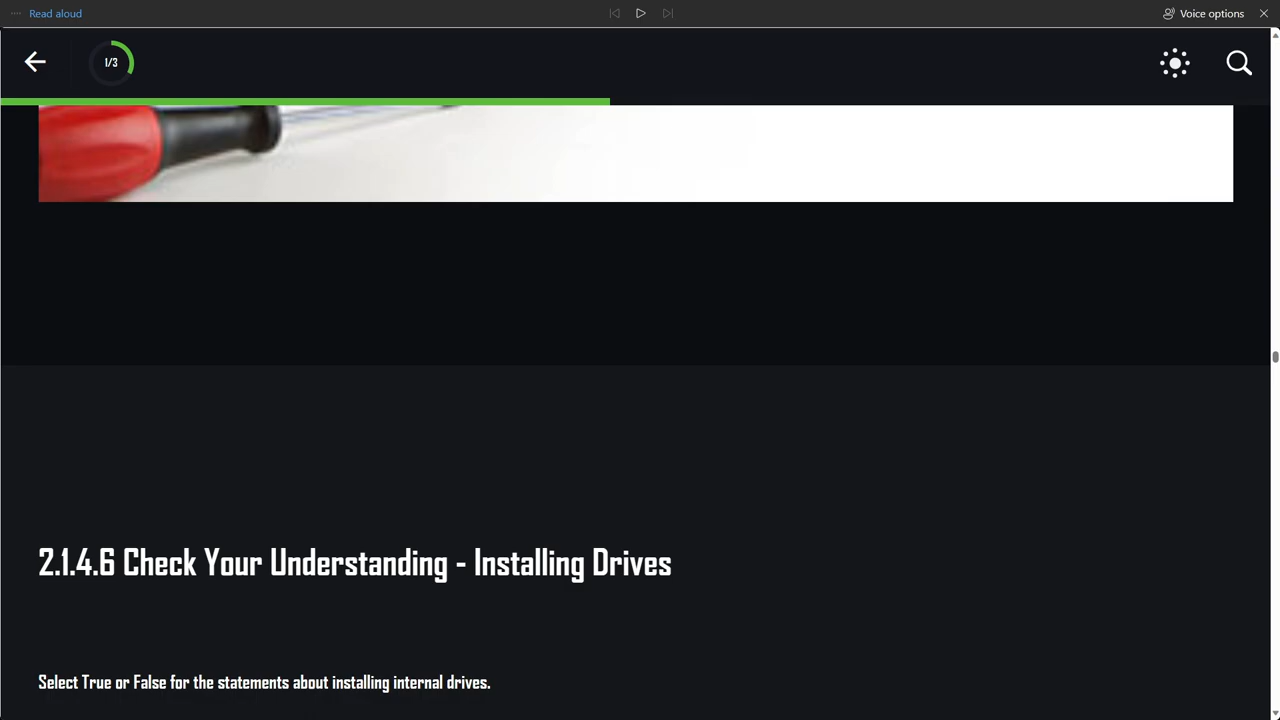 Read aloud
Voice options
1/3
2.1.4.6 Check Your Understanding - Installing Drives
Select True or False for the statements about installing internal drives.